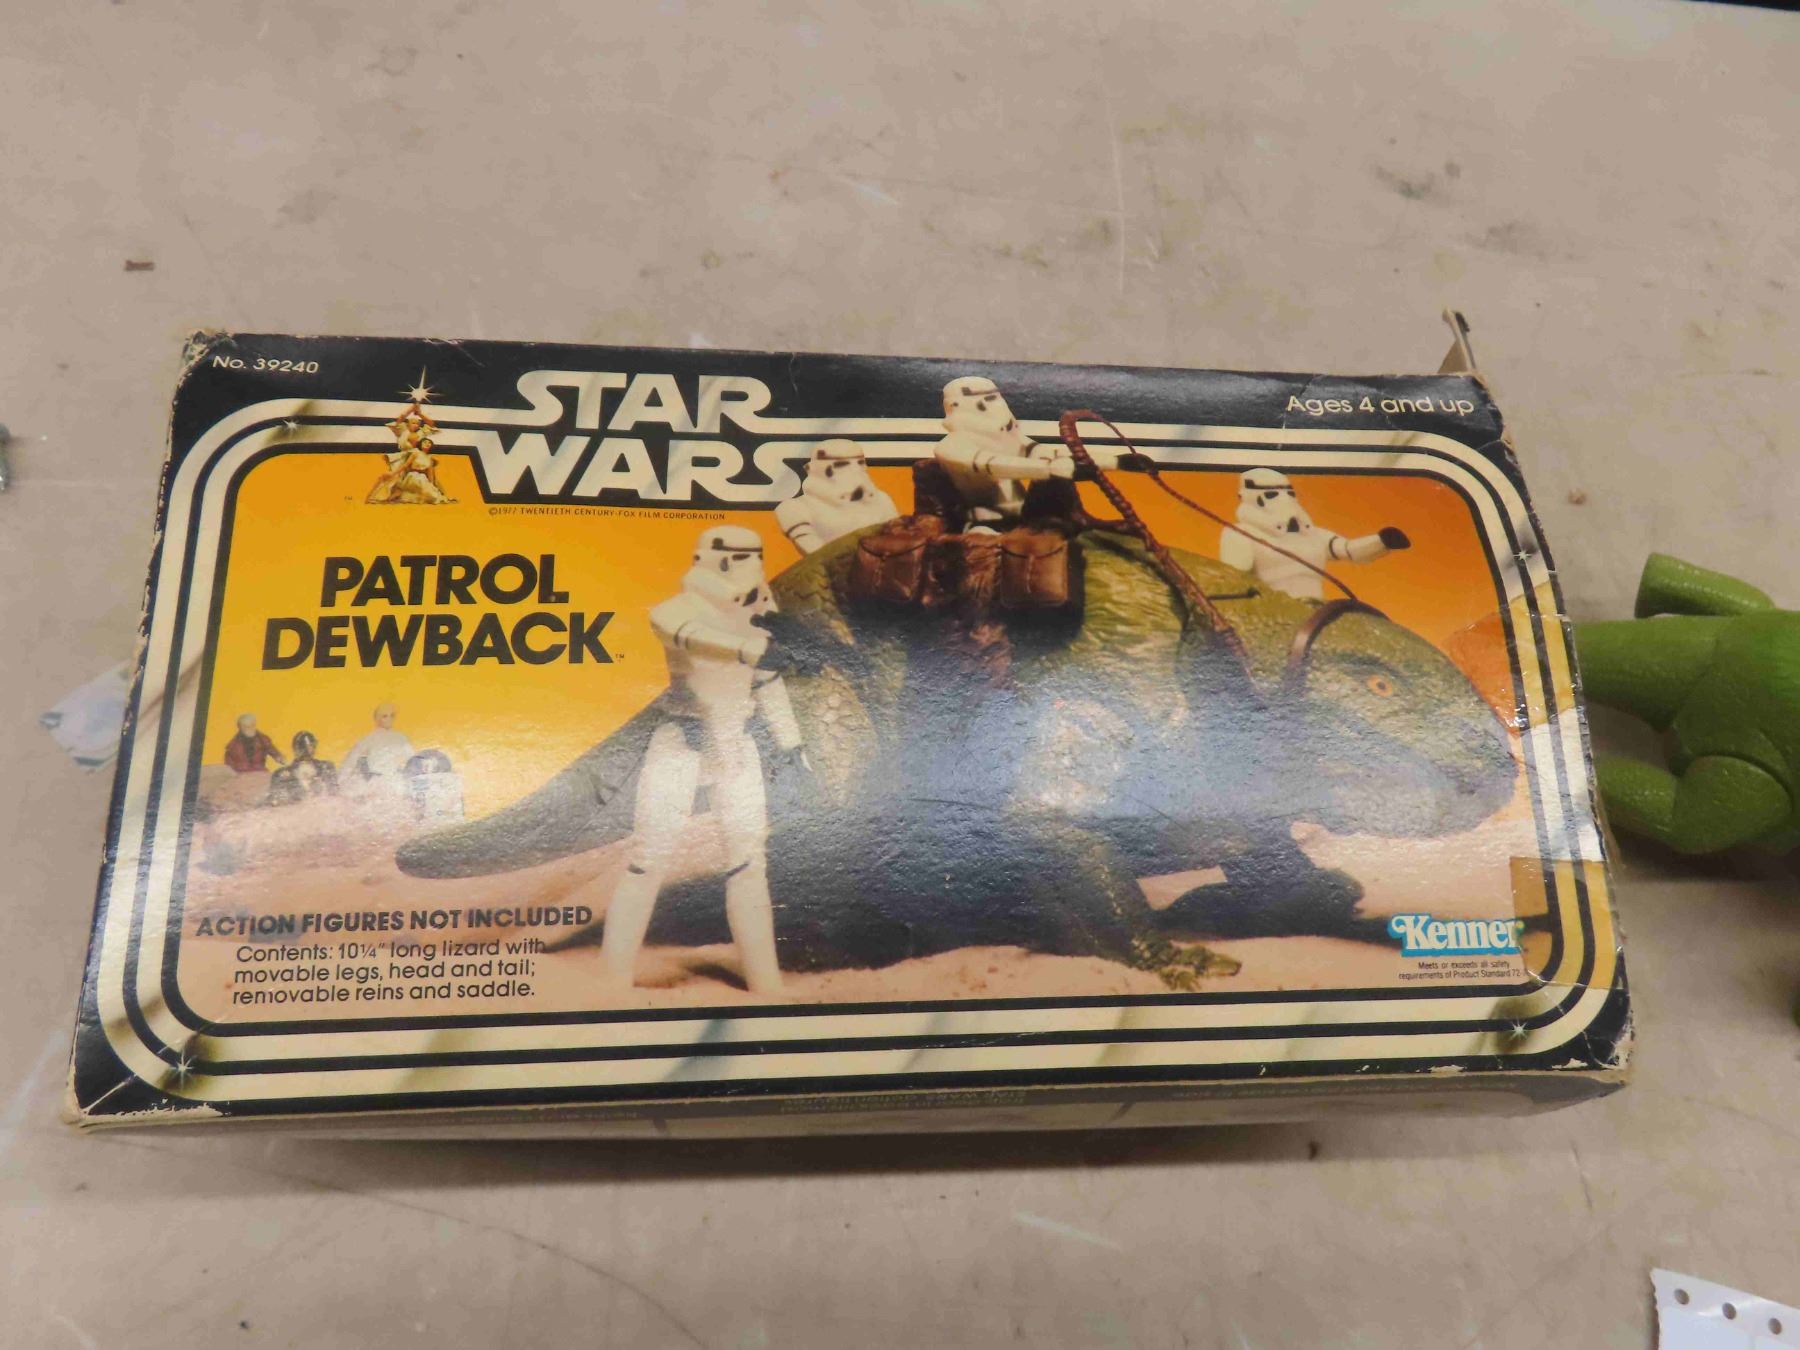 No. 39240
Ages 4 and up
STAR
WARS
™
©1977 TWENTIETH CENTURY-FOX FILM CORPORATION
PATROL
DEWBACK™
ACTION FIGURES NOT INCLUDED
Contents: 10¼" long lizard with
movable legs, head and tail;
removable reins and saddle.
Kenner
Meets or exceeds all safety
requirements of Product Standard 72-